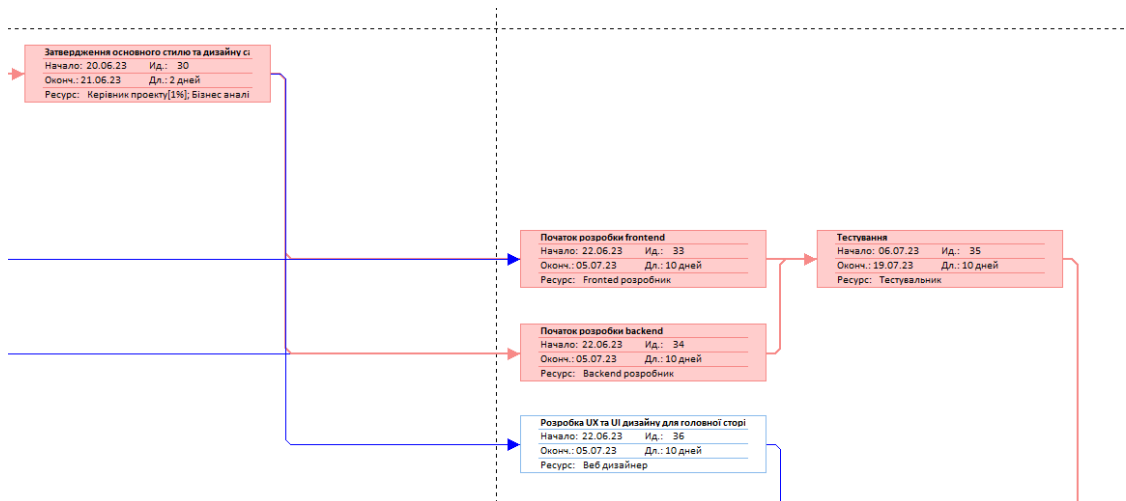 Затвердження основного стилю та дизайну са
Начало: 20.06.23 Ид.: 30
Оконч.: 21.06.23 Дл.: 2 дней
Ресурс: Керівник проекту[1%]; Бізнес аналі
Початок розробки frontend
Начало: 22.06.23 Ид.: 33
Оконч.: 05.07.23 Дл.: 10 дней
Ресурс: Fronted розробник
Тестування
Начало: 06.07.23 Ид.: 35
Оконч.: 19.07.23 Дл.: 10 дней
Ресурс: Тестувальник
Початок розробки backend
Начало: 22.06.23 Ид.: 34
Оконч.: 05.07.23 Дл.: 10 дней
Ресурс: Backend розробник
Розробка UX та UI дизайну для головної сторі
Начало: 22.06.23 Ид.: 36
Оконч.: 05.07.23 Дл.: 10 дней
Ресурс: Веб дизайнер